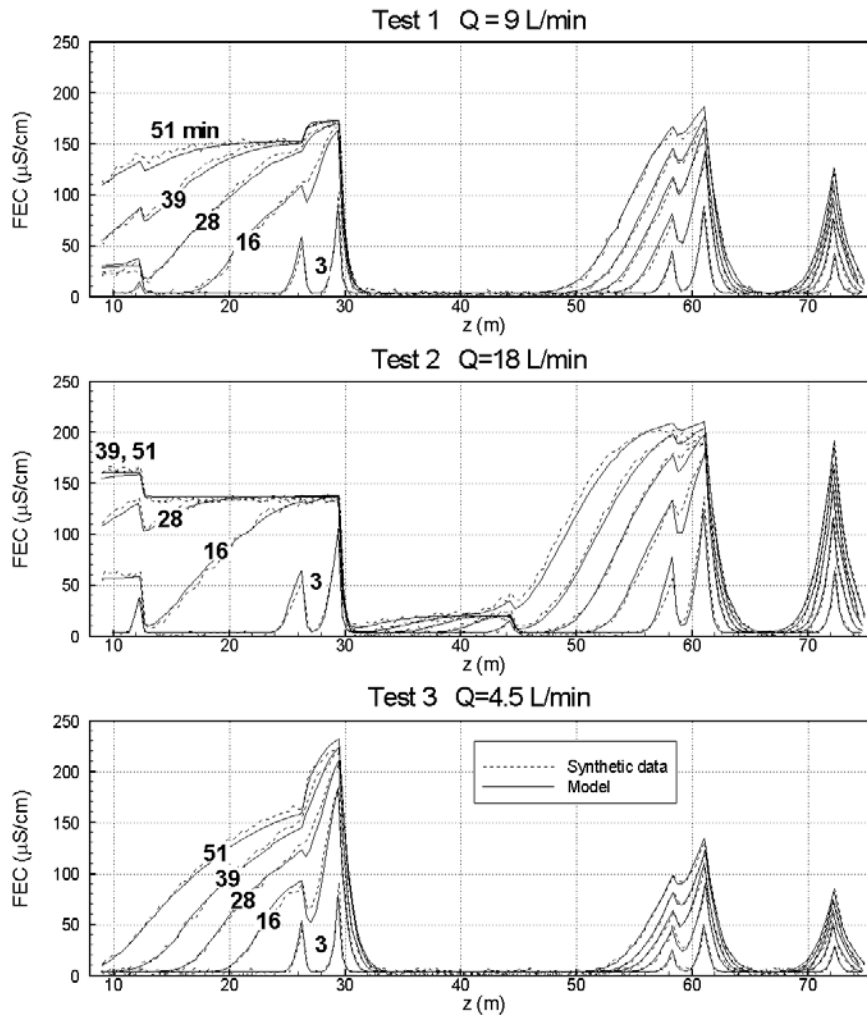 Test 1 Q = 9 L/min
250
200
150
100
50
0
FEC (µS/cm)
51 min
39
28
16
3
10 20 30 40 50 60 70
z (m)
Test 2 Q=18 L/min
250
200
150
100
50
0
FEC (µS/cm)
39, 51
28
16
3
10 20 30 40 50 60 70
z (m)
Test 3 Q=4.5 L/min
250
200
150
100
50
0
FEC (µS/cm)
51
39
28
16
3
Synthetic data
Model
10 20 30 40 50 60 70
z (m)